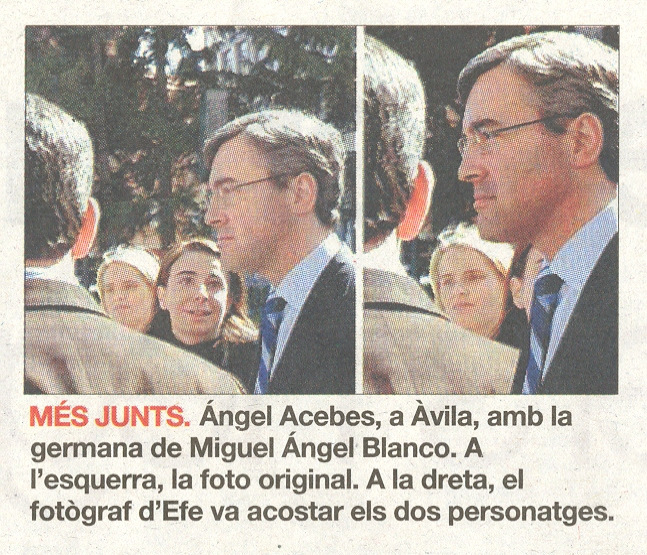 MÉS JUNTS. Ángel Acebes, a Àvila, amb la
germana de Miguel Ángel Blanco. A
l'esquerra, la foto original. A la dreta, el
fotògraf d'Efe va acostar els dos personatges.